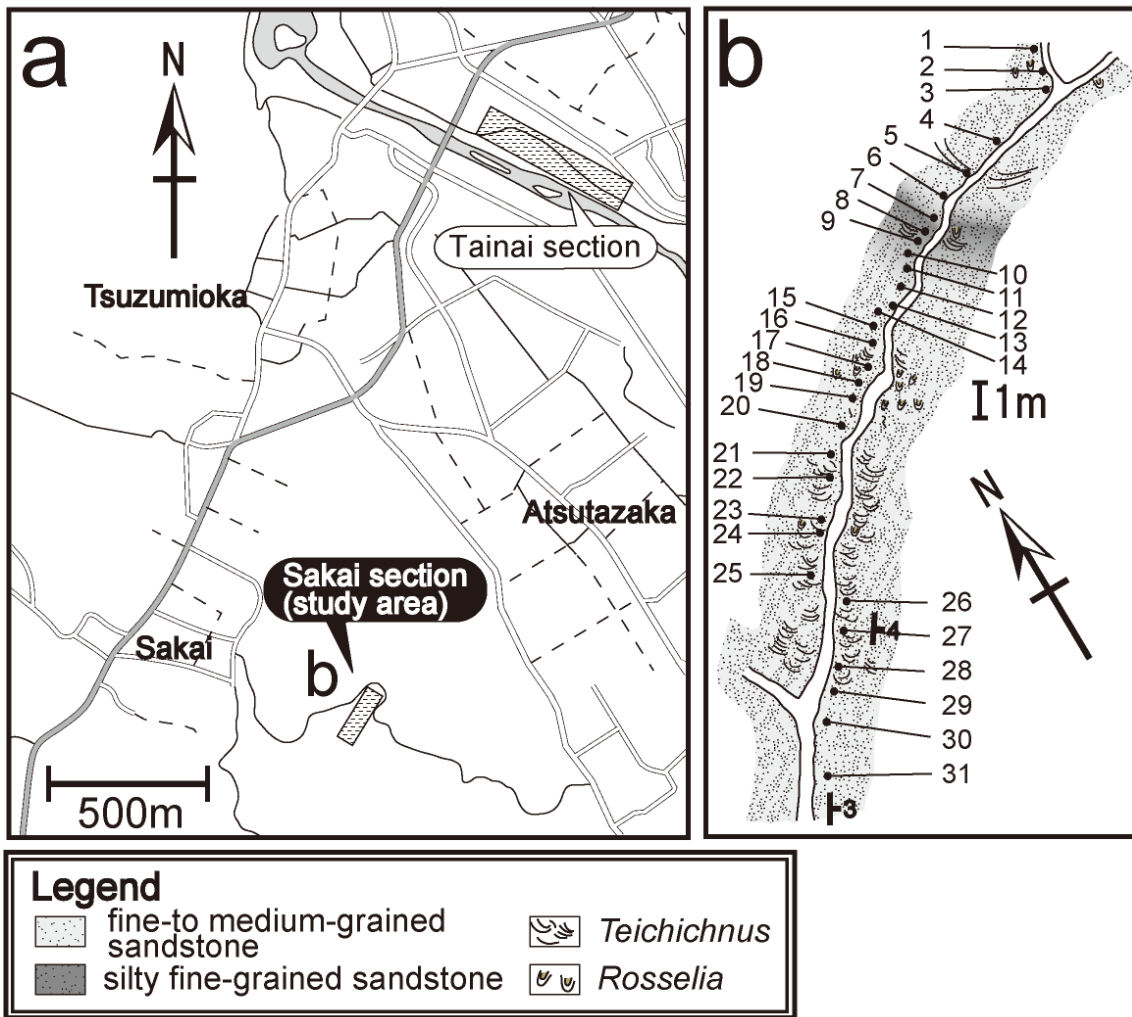 a
N
Tainai section
Tsuzumioka
Atsutazaka
Sakai section
(study area)
Sakai
b
500m
b
1
2
3
4
5
6
7
8
9
10
11
12
13
14
15
16
17
18
19
20
1m
21
22
23
24
25
N
26
27
4
28
29
30
31
3
Legend
fine-to medium-grained
sandstone
silty fine-grained sandstone
Teichichnus
Rosselia